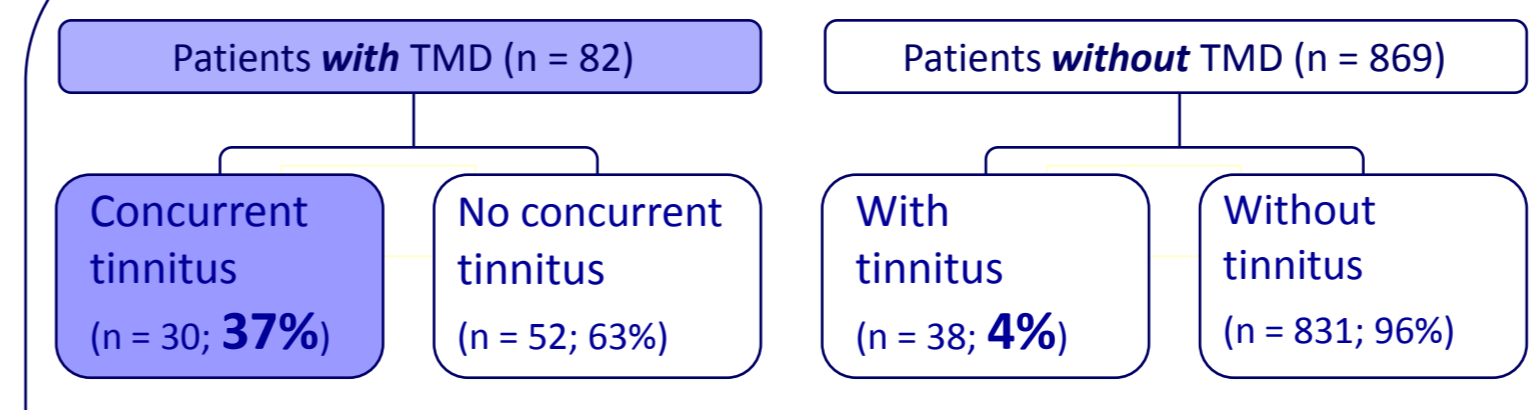 Patients with TMD (n = 82)
Patients without TMD (n = 869)
Concurrent
tinnitus
(n = 30; 37%)
No concurrent
tinnitus
(n = 52; 63%)
With
tinnitus
(n = 38; 4%)
Without
tinnitus
(n = 831; 96%)